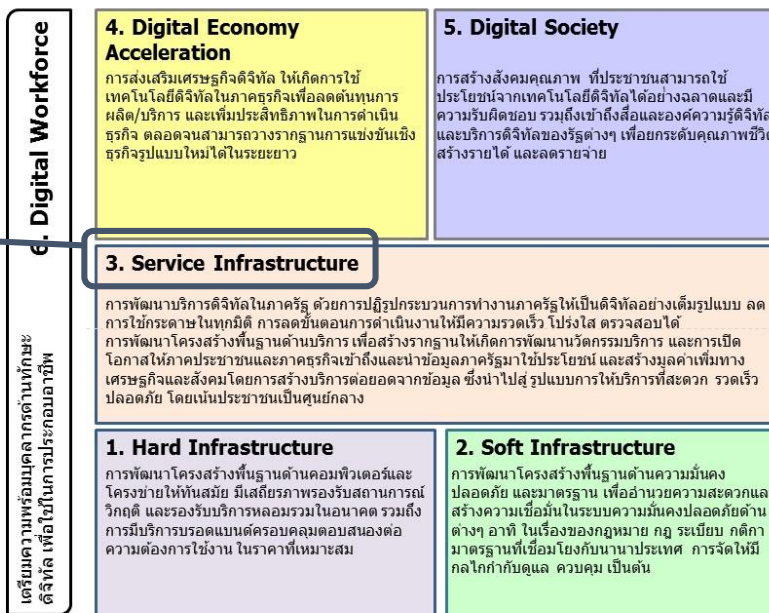 6. Digital Workforce
เตรียมความพร้อมบุคลากรด้านทักษะ
ดิจิทัล เพื่อใช้ในการประกอบอาชีพ
4. Digital Economy
Acceleration
การส่งเสริมเศรษฐกิจดิจิทัล ให้เกิดการใช้
เทคโนโลยีดิจิทัลในภาคธุรกิจเพื่อลดต้นทุนการ
ผลิต/บริการ และเพิ่มประสิทธิภาพในการดำเนิน
ธุรกิจ ตลอดจนสามารถวางรากฐานการแข่งขันเชิง
ธุรกิจรูปแบบใหม่ได้ในระยะยาว
5. Digital Society
การสร้างสังคมคุณภาพ ที่ประชาชนสามารถใช้
ประโยชน์จากเทคโนโลยีดิจิทัลได้อย่างฉลาดและมี
ความรับผิดชอบ รวมถึงเข้าถึงสื่อและองค์ความรู้ดิจิทัล
และบริการดิจิทัลของรัฐต่างๆ เพื่อยกระดับคุณภาพชีวิต
สร้างรายได้ และลดรายจ่าย
3. Service Infrastructure
การพัฒนาบริการดิจิทัลในภาครัฐ ด้วยการปฏิรูปกระบวนการทำงานภาครัฐให้เป็นดิจิทัลอย่างเต็มรูปแบบ ลด
การใช้กระดาษในทุกมิติ การลดขั้นตอนการดำเนินงานให้มีความรวดเร็ว โปร่งใส ตรวจสอบได้
การพัฒนาโครงสร้างพื้นฐานด้านบริการ เพื่อสร้างรากฐานให้เกิดการพัฒนานวัตกรรมบริการ และการเปิด
โอกาสให้ภาคประชาชนและภาคธุรกิจเข้าถึงและนำข้อมูลภาครัฐมาใช้ประโยชน์ และสร้างมูลค่าเพิ่มทาง
เศรษฐกิจและสังคมโดยการสร้างบริการต่อยอดจากข้อมูล ซึ่งนำไปสู่ รูปแบบการให้บริการที่สะดวก รวดเร็ว
ปลอดภัย โดยเน้นประชาชนเป็นศูนย์กลาง
1. Hard Infrastructure
การพัฒนาโครงสร้างพื้นฐานด้านคอมพิวเตอร์และ
โครงข่ายให้ทันสมัย มีเสถียรภาพรองรับสถานการณ์
วิกฤติ และรองรับบริการหลอมรวมในอนาคต รวมถึง
การมีบริการบรอดแบนด์ครอบคลุมตอบสนองต่อ
ความต้องการใช้งาน ในราคาที่เหมาะสม
2. Soft Infrastructure
การพัฒนาโครงสร้างพื้นฐานด้านความมั่นคง
ปลอดภัย และมาตรฐาน เพื่ออำนวยความสะดวกแล
สร้างความเชื่อมั่นในระบบความมั่นคงปลอดภัยด้าน
ต่างๆ อาทิ ในเรื่องของกฎหมาย กฎ ระเบียบ กติกา
มาตรฐานที่เชื่อมโยงกับนานาประเทศ การจัดให้มี
กลไกกำกับดูแล ควบคุม เป็นต้น